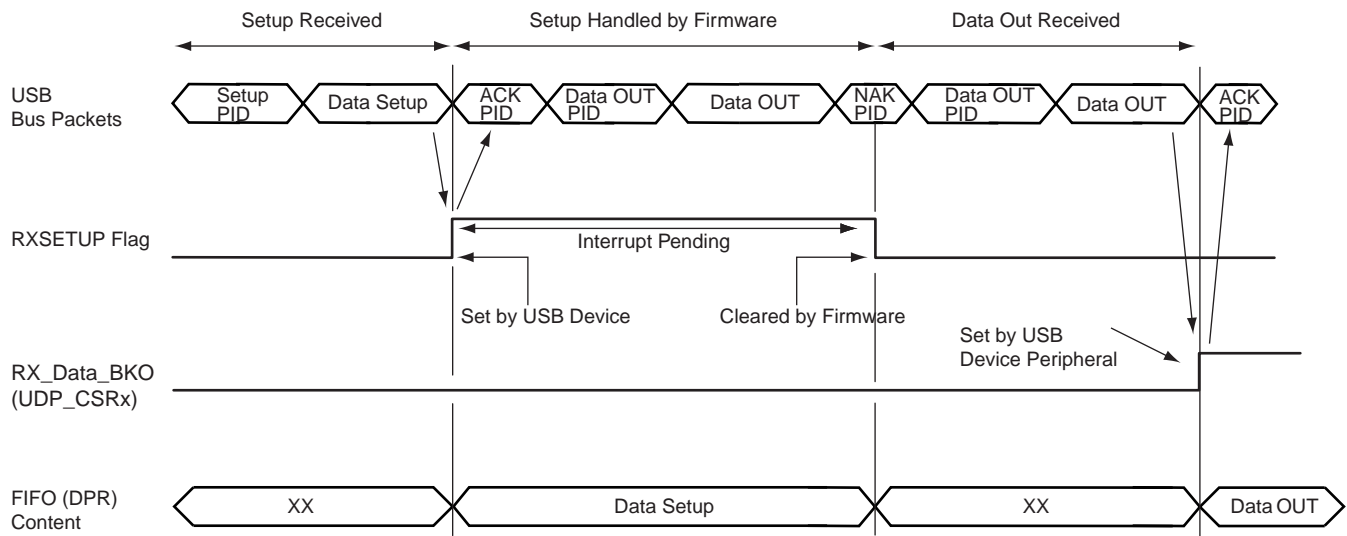 Setup Received
Setup Handled by Firmware
Data Out Received
USB
Bus Packets
Setup
PID
Data Setup
ACK
PID
Data OUT
PID
Data OUT
NAK
PID
Data OUT
PID
Data OUT
ACK
PID
RXSETUP Flag
Interrupt Pending
Set by USB Device
Cleared by Firmware
Set by USB
Device Peripheral
RX_Data_BKO
(UDP_CSRx)
FIFO (DPR)
Content
XX
Data Setup
XX
Data OUT